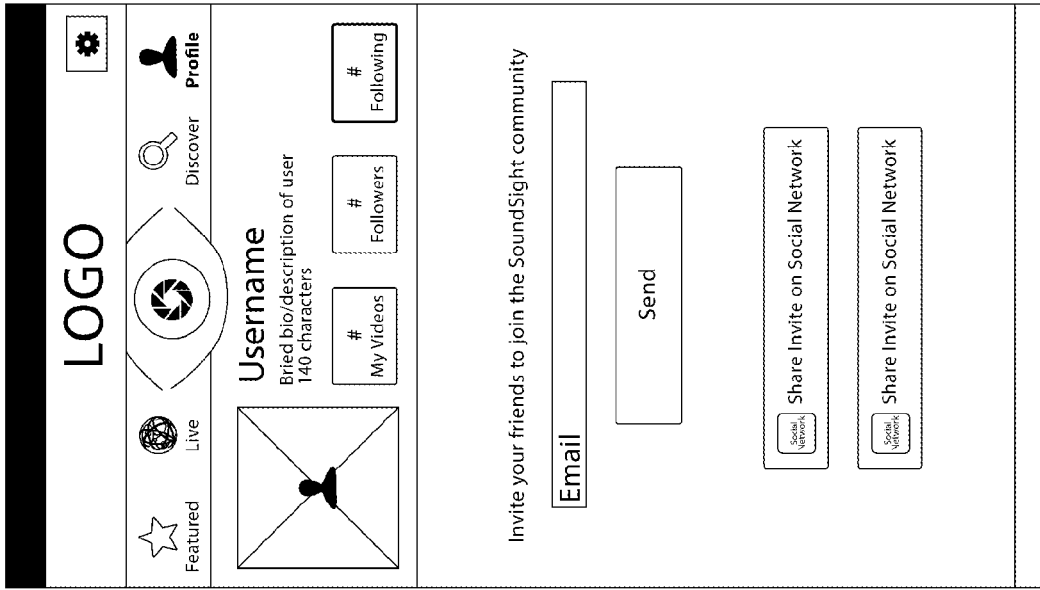 LOGO
Featured
Live
Discover
Profile
Username
Bried bio/description of user
140 characters
#
My Videos
#
Followers
#
Following
Invite your friends to join the SoundSight community
Email
Send
Social
Network
Share Invite on Social Network
Social
Network
Share Invite on Social Network